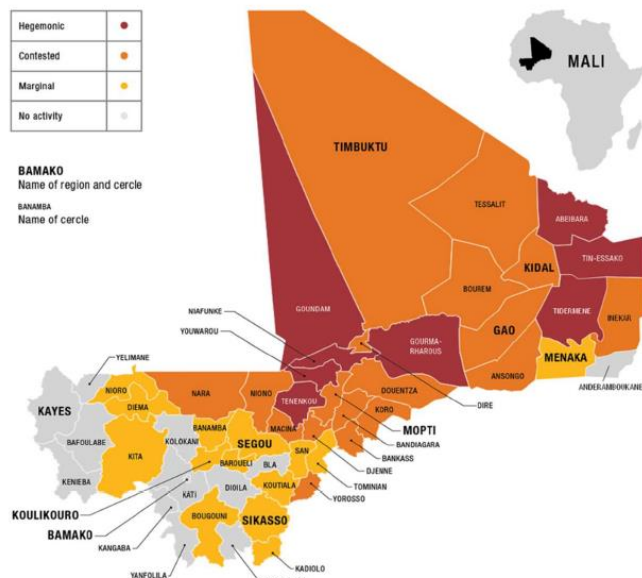 Hegemonic
Contested
Marginal
No activity
BAMAKO
Name of region and cercle
BANAMBA
Name of cercle
MALI
TIMBUKTU
TESSALIT
ABEIBARA
TIN-ESSAKO
KIDAL
BOUREM
GOUNDAM
TIDERMENE
INEKAR
NIAFUNKE
YOUWAROU
GOURMA-
RHAROUS
GAO
MENAKA
YELIMANE
ANSONGO
ANDERAMBOUKANE
NIORO
DIEMA
NARA
NIONO
TENENKOU
DOUENTZA
DIRE
KAYES
KORO
MOPTI
BANAMBA
MACINA
BANDIAGARA
BAFOULABE
KOLOKANI
SEGOU
BANKASS
KITA
SAN
DJENNE
BAROUELI
BLA
TOMINIAN
KENIEBA
KATI
DIOILA
KOUTIALA
YOROSSO
KOULIKOURO
BAMAKO
BOUGOUNI
SIKASSO
KANGABA
KADIOLO
YANFOLILA